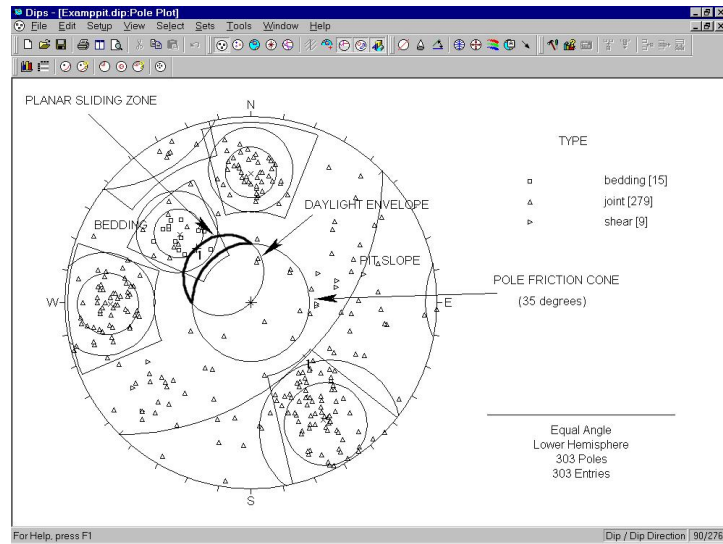 Dips - [Examppit.dip:Pole Plot]
File Edit Setup View Select Sets Tools Window Help
PLANAR SLIDING ZONE
N
TYPE
bedding [15]
joint [279]
shear [9]
DAYLIGHT ENVELOPE
BEDDING
PIT SLOPE
POLE FRICTION CONE
(35 degrees)
W
E
S
Equal Angle
Lower Hemisphere
303 Poles
303 Entries
For Help, press F1
Dip / Dip Direction 90/276